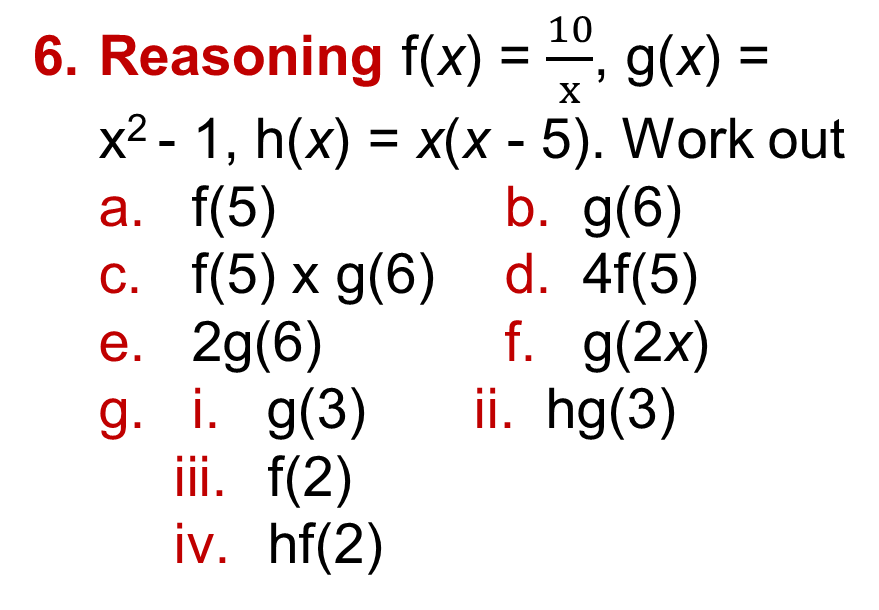 6. Reasoning f(x) = 10/x, g(x) =
x² - 1, h(x) = x(x - 5). Work out
a. f(5) b. g(6)
c. f(5) x g(6) d. 4f(5)
e. 2g(6) f. g(2x)
g. i. g(3) ii. hg(3)
iii. f(2)
iv. hf(2)